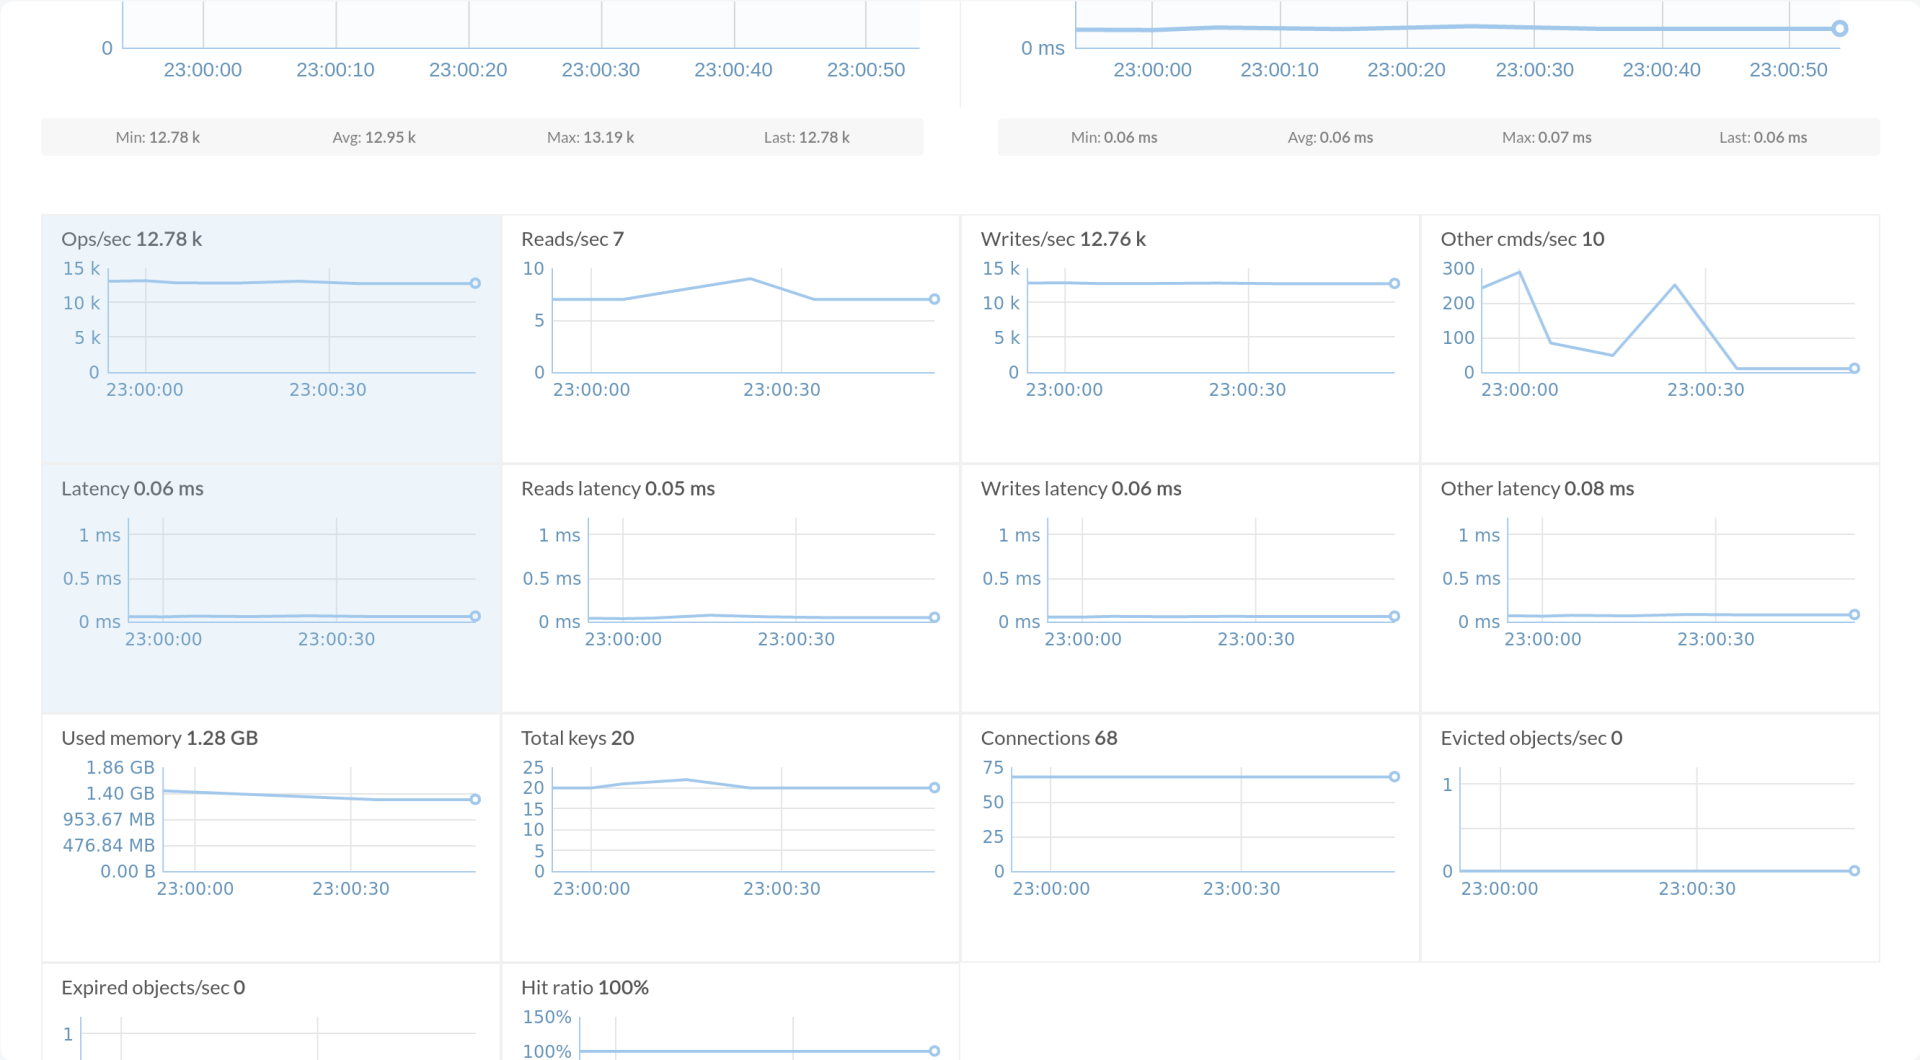 0
23:00:00 23:00:10 23:00:20 23:00:30 23:00:40 23:00:50
0 ms
23:00:00 23:00:10 23:00:20 23:00:30 23:00:40 23:00:50
Min: 12.78 k Avg: 12.95 k Max: 13.19 k Last: 12.78 k
Min: 0.06 ms Avg: 0.06 ms Max: 0.07 ms Last: 0.06 ms
Ops/sec 12.78 k
15 k
10 k
5 k
0
23:00:00 23:00:30
Reads/sec 7
10
5
0
23:00:00 23:00:30
Writes/sec 12.76 k
15 k
10 k
5 k
0
23:00:00 23:00:30
Other cmds/sec 10
300
200
100
0
23:00:00 23:00:30
Latency 0.06 ms
1 ms
0.5 ms
0 ms
23:00:00 23:00:30
Reads latency 0.05 ms
1 ms
0.5 ms
0 ms
23:00:00 23:00:30
Writes latency 0.06 ms
1 ms
0.5 ms
0 ms
23:00:00 23:00:30
Other latency 0.08 ms
1 ms
0.5 ms
0 ms
23:00:00 23:00:30
Used memory 1.28 GB
1.86 GB
1.40 GB
953.67 MB
476.84 MB
0.00 B
23:00:00 23:00:30
Total keys 20
25
20
15
10
5
0
23:00:00 23:00:30
Connections 68
75
50
25
0
23:00:00 23:00:30
Evicted objects/sec 0
1
0
23:00:00 23:00:30
Expired objects/sec 0
1
Hit ratio 100%
150%
100%